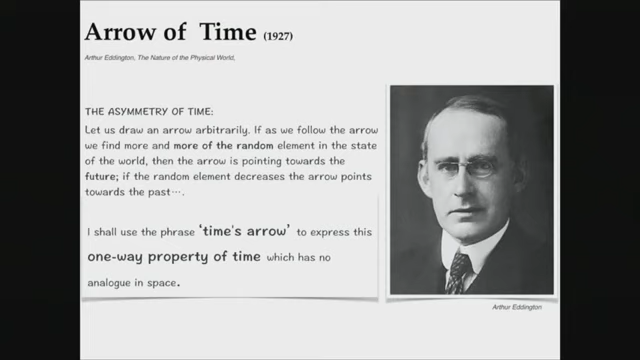 Arrow of Time (1927)
Arthur Eddington, The Nature of the Physical World,
THE ASYMMETRY OF TIME:
Let us draw an arrow arbitrarily. If as we follow the arrow
we find more and more of the random element in the state
of the world, then the arrow is pointing towards the
future; if the random element decreases the arrow points
towards the past….
I shall use the phrase ‘time's arrow’ to express this
one-way property of time which has no
analogue in space.
Arthur Eddington